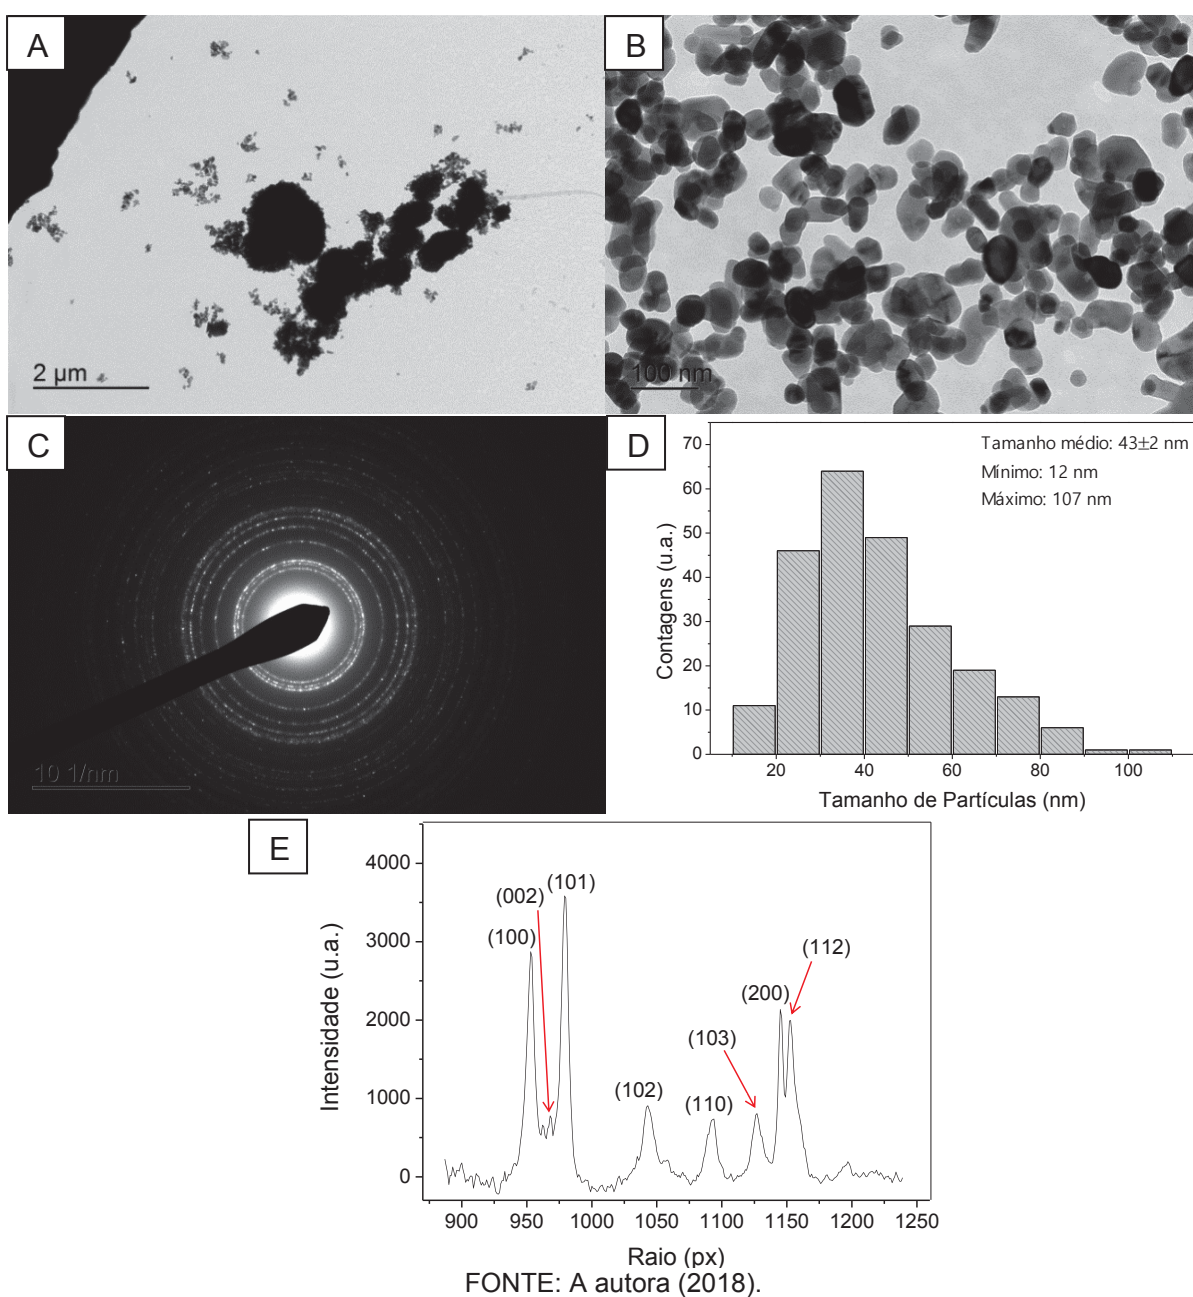 A
2 µm
B
100 nm
C
10 1/nm
D
Tamanho médio: 43±2 nm
Mínimo: 12 nm
Máximo: 107 nm
Contagens (u.a.)
70
60
50
40
30
20
10
0
20 40 60 80 100
Tamanho de Partículas (nm)
E
Intensidade (u.a.)
4000
3000
2000
1000
0
(100)
(002)
(101)
(102)
(110)
(103)
(200)
(112)
900 950 1000 1050 1100 1150 1200 1250
Raio (px)
FONTE: A autora (2018).